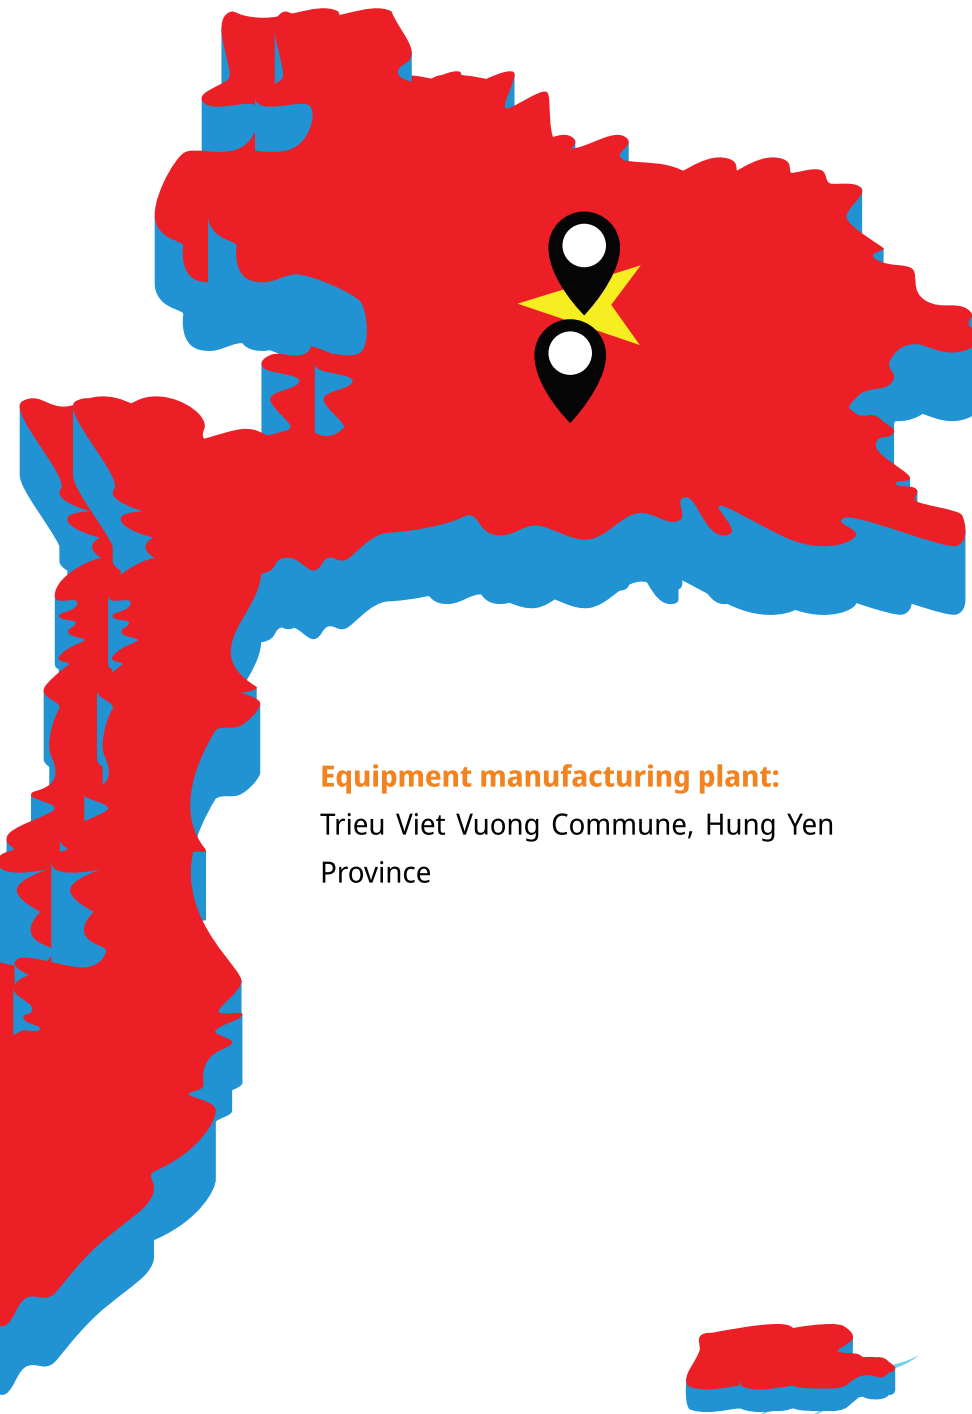 Equipment manufacturing plant:
Trieu Viet Vuong Commune, Hung Yen
Province